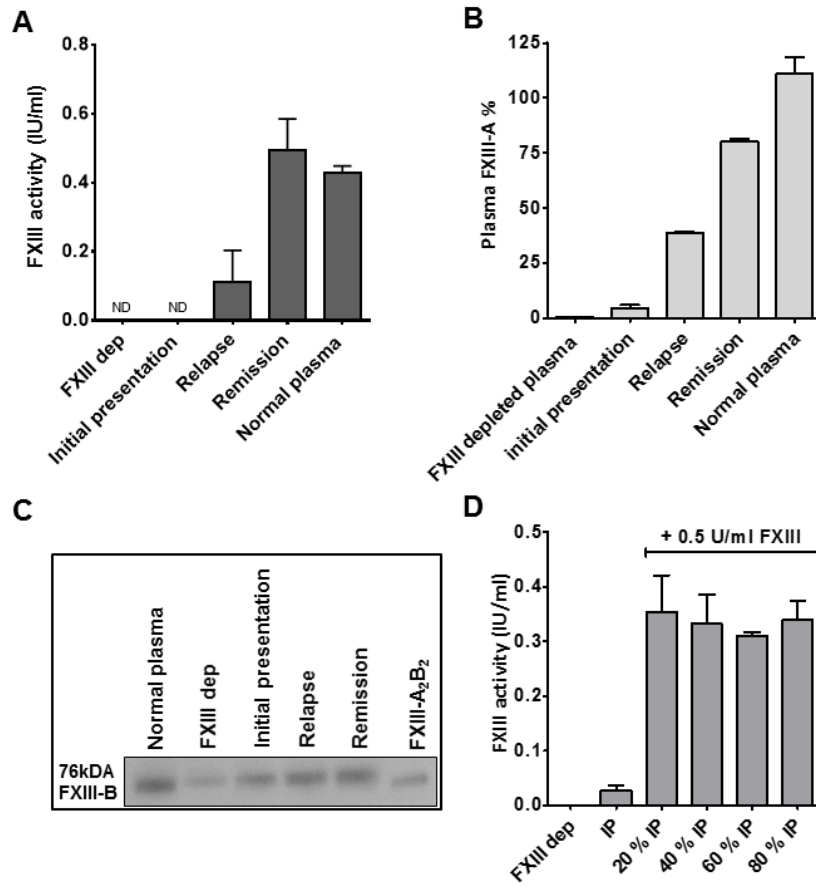 A
FXIII activity (IU/ml)
0.8
0.6
0.4
0.2
0.0
ND
ND
FXIII dep
Initial presentation
Relapse
Remission
Normal plasma
B
Plasma FXIII-A %
125
100
75
50
25
0
FXIII depleted plasma
initial presentation
Relapse
Remission
Normal plasma
C
Normal plasma
FXIII dep
Initial presentation
Relapse
Remission
FXIII-A₂B₂
76kDA
FXIII-B
D
FXIII activity (IU/ml)
0.5
0.4
0.3
0.2
0.1
0.0
+ 0.5 U/ml FXIII
FXIII dep
IP
20 % IP
40 % IP
60 % IP
80 % IP